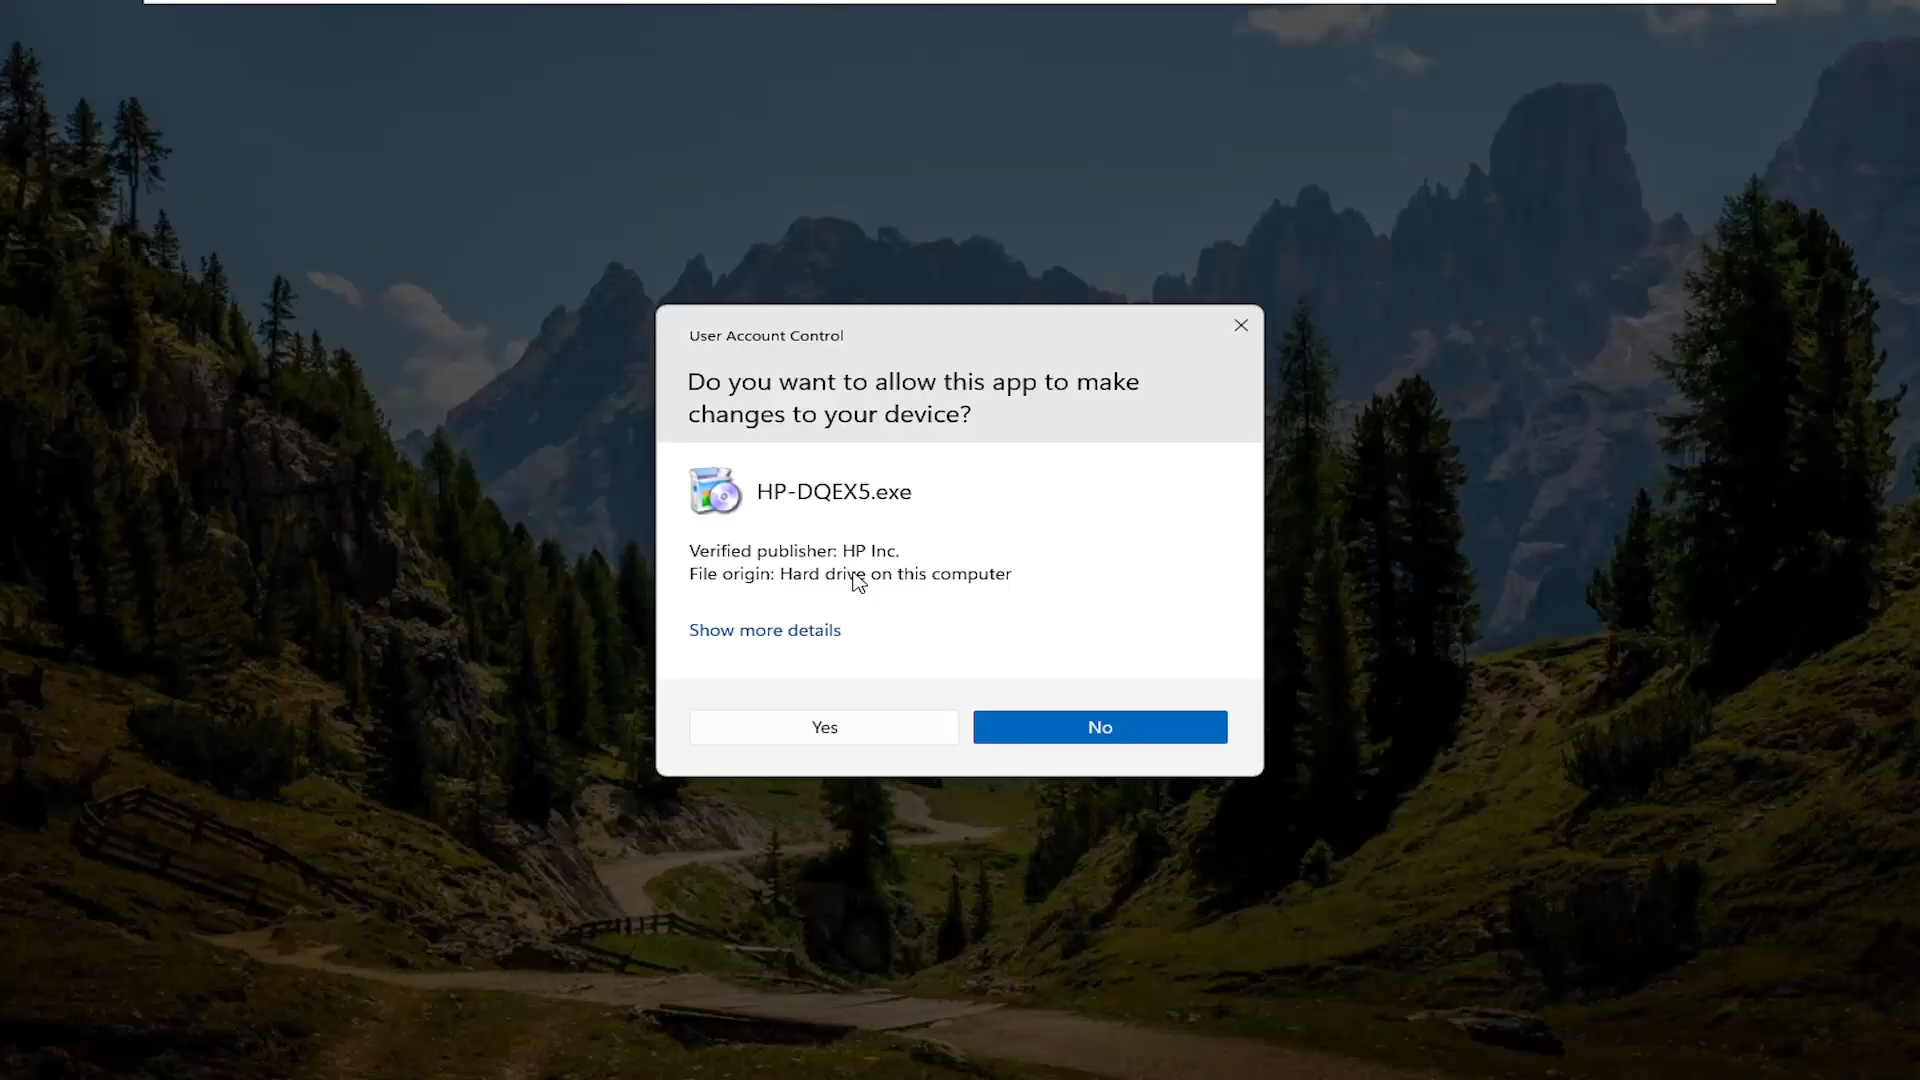 User Account Control
Do you want to allow this app to make
changes to your device?
HP-DQEX5.exe
Verified publisher: HP Inc.
File origin: Hard drive on this computer
Show more details
Yes
No